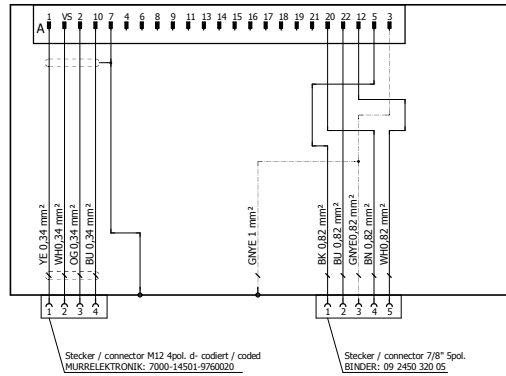 1 VS 2 10 7 4 6 9 8 11 13 14 15 16 17 18 19 21 20 22 12 5 3
A
YE 0,34 mm²
WH0,34 mm²
OG 0,34 mm²
BU 0,34 mm²
GNYE 1 mm²
BK 0,82 mm²
BU 0,82 mm²
GNYE0,82 mm²
BN 0,82 mm²
WH0,82 mm²
1 2 3 4
1 2 3 4 5
Stecker / connector M12 4pol. d- codiert / coded
MURRELEKTRONIK: 7000-14501-9760020
Stecker / connector 7/8" 5pol.
BINDER: 09 2450 320 05